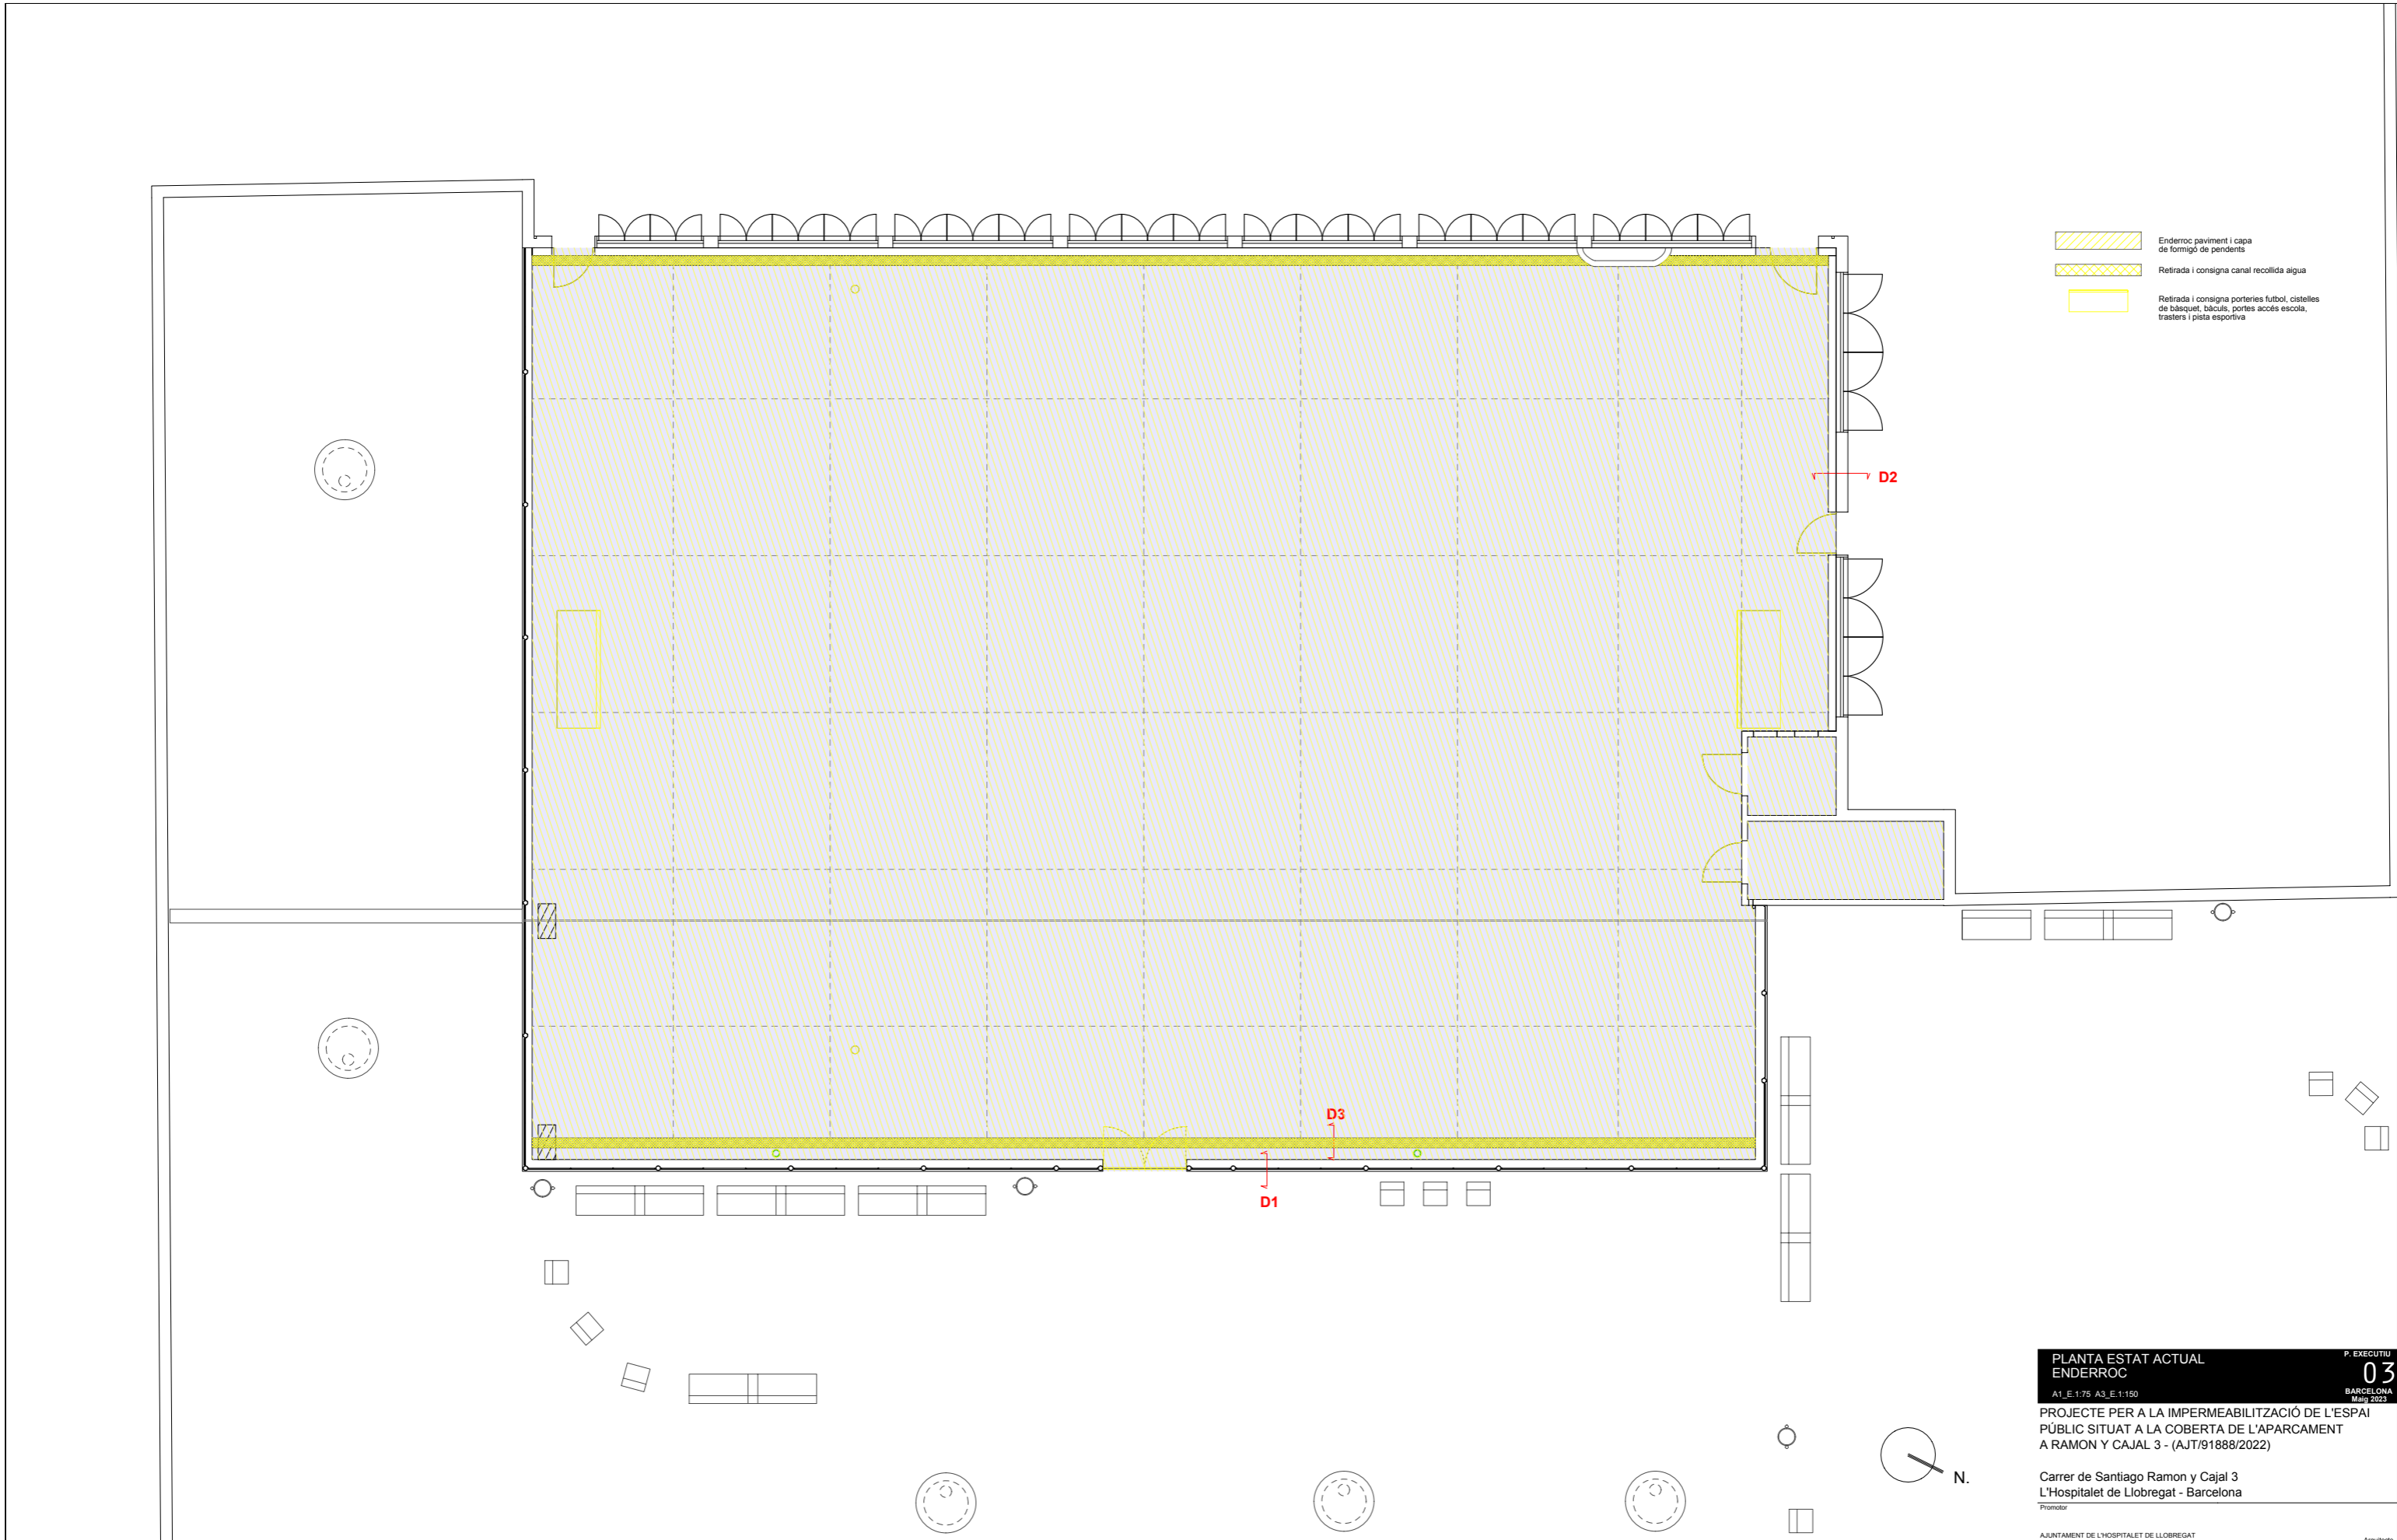 Enderroc paviment i capa
de formigó de pendents
Retirada i consigna canal recollida aigua
Retirada i consigna porteries futbol, cistelles
de bàsquet, bàculs, portes accés escola,
trasters i pista esportiva
D2
D3
D1
N.
PLANTA ESTAT ACTUAL
ENDERROC
A1_E.1:75 A3_E.1:150
P. EXECUTIU
03
BARCELONA
Maig 2023
PROJECTE PER A LA IMPERMEABILITZACIÓ DE L'ESPAI
PÚBLIC SITUAT A LA COBERTA DE L'APARCAMENT
A RAMON Y CAJAL 3 - (AJT/91888/2022)
Carrer de Santiago Ramon y Cajal 3
L'Hospitalet de Llobregat - Barcelona
Promotor
AJUNTAMENT DE L'HOSPITALET DE LLOBREGAT